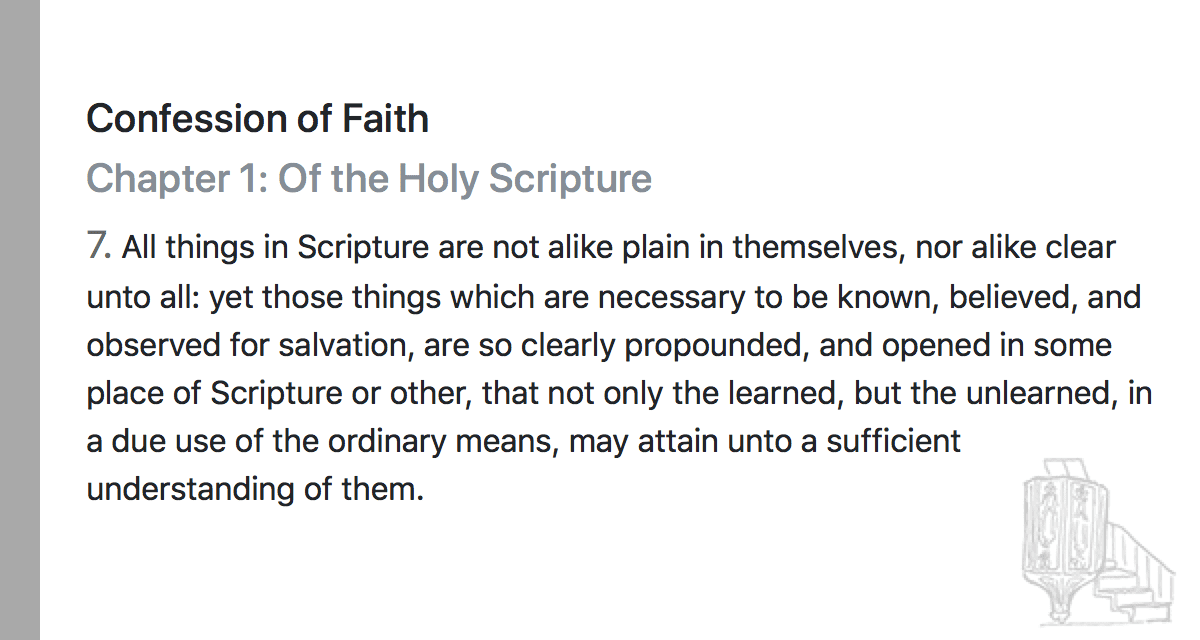 Confession of Faith
Chapter 1: Of the Holy Scripture
7. All things in Scripture are not alike plain in themselves, nor alike clear
unto all: yet those things which are necessary to be known, believed, and
observed for salvation, are so clearly propounded, and opened in some
place of Scripture or other, that not only the learned, but the unlearned, in
a due use of the ordinary means, may attain unto a sufficient
understanding of them.